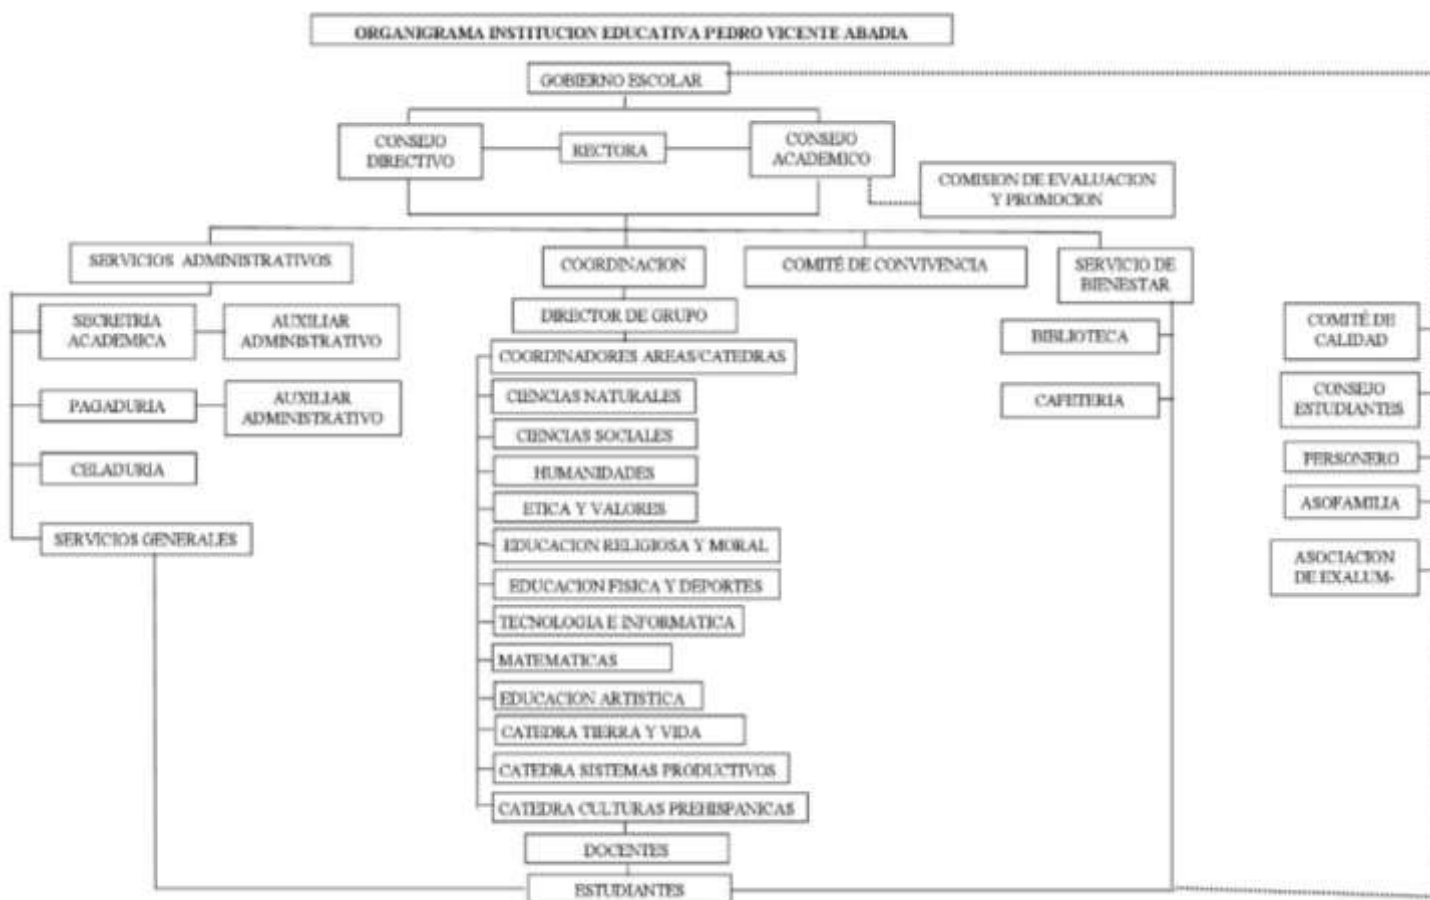 ORGANIGRAMA INSTITUCION EDUCATIVA PEDRO VICENTE ABADIA
GOBIERNO ESCOLAR
CONSEJO
DIRECTIVO
RECTORA
CONSEJO
ACADEMICO
COMISION DE EVALUACION
Y PROMOCION
SERVICIOS ADMINISTRATIVOS
COORDINACION
COMITÉ DE CONVIVENCIA
SERVICIO DE
BIENESTAR
SECRETRIA
ACADEMICA
AUXILIAR
ADMINISTRATIVO
PAGADURIA
AUXILIAR
ADMINISTRATIVO
CELADURIA
SERVICIOS GENERALES
DIRECTOR DE GRUPO
COORDINADORES AREAS/CATEDRAS
CIENCIAS NATURALES
CIENCIAS SOCIALES
HUMANIDADES
ETICA Y VALORES
EDUCACION RELIGIOSA Y MORAL
EDUCACION FISICA Y DEPORTES
TECNOLOGIA E INFORMATICA
MATEMATICAS
EDUCACION ARTISTICA
CATEDRA TIERRA Y VIDA
CATEDRA SISTEMAS PRODUCTIVOS
CATEDRA CULTURAS PREHISPANICAS
DOCENTES
ESTUDIANTES
BIBLIOTECA
CAFETERIA
COMITÉ DE
CALIDAD
CONSEJO
ESTUDIANTES
PERSONERO
ASOFAMILIA
ASOCIACION
DE EXALUM-